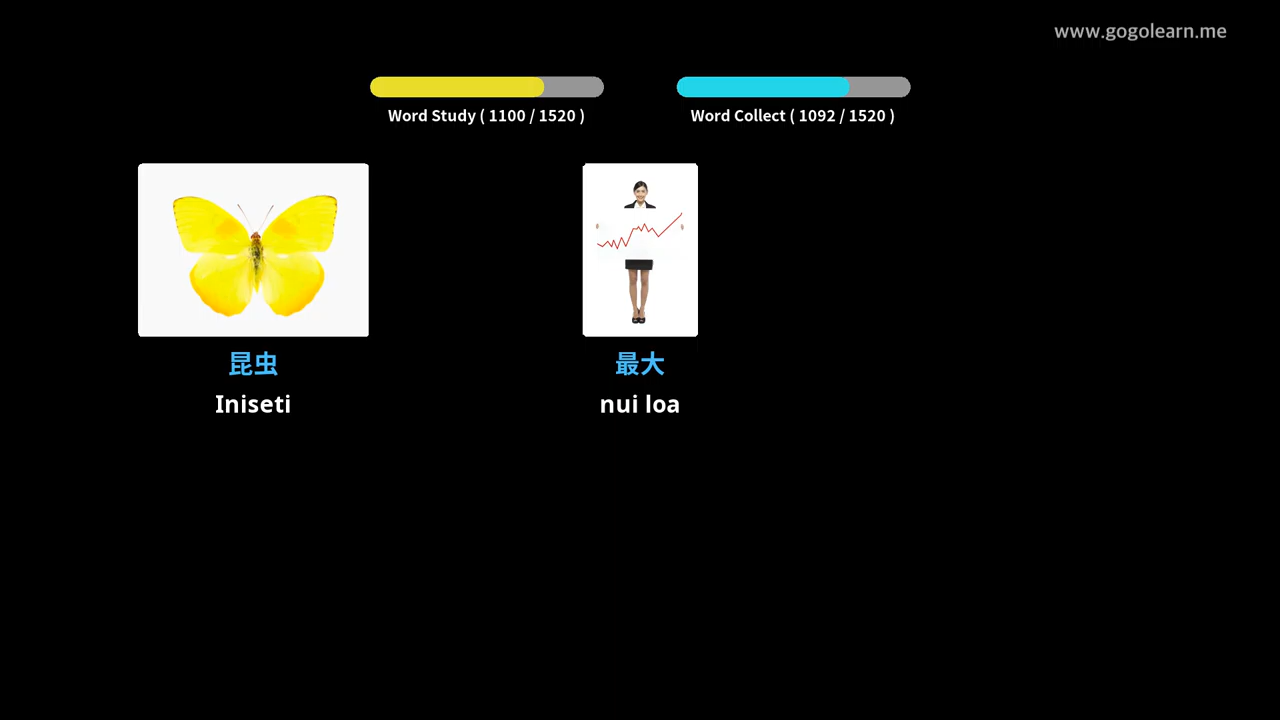 www.gogolearn.me
Word Study ( 1100 / 1520 )
Word Collect ( 1092 / 1520 )
昆虫
Iniseti
最大
nui loa